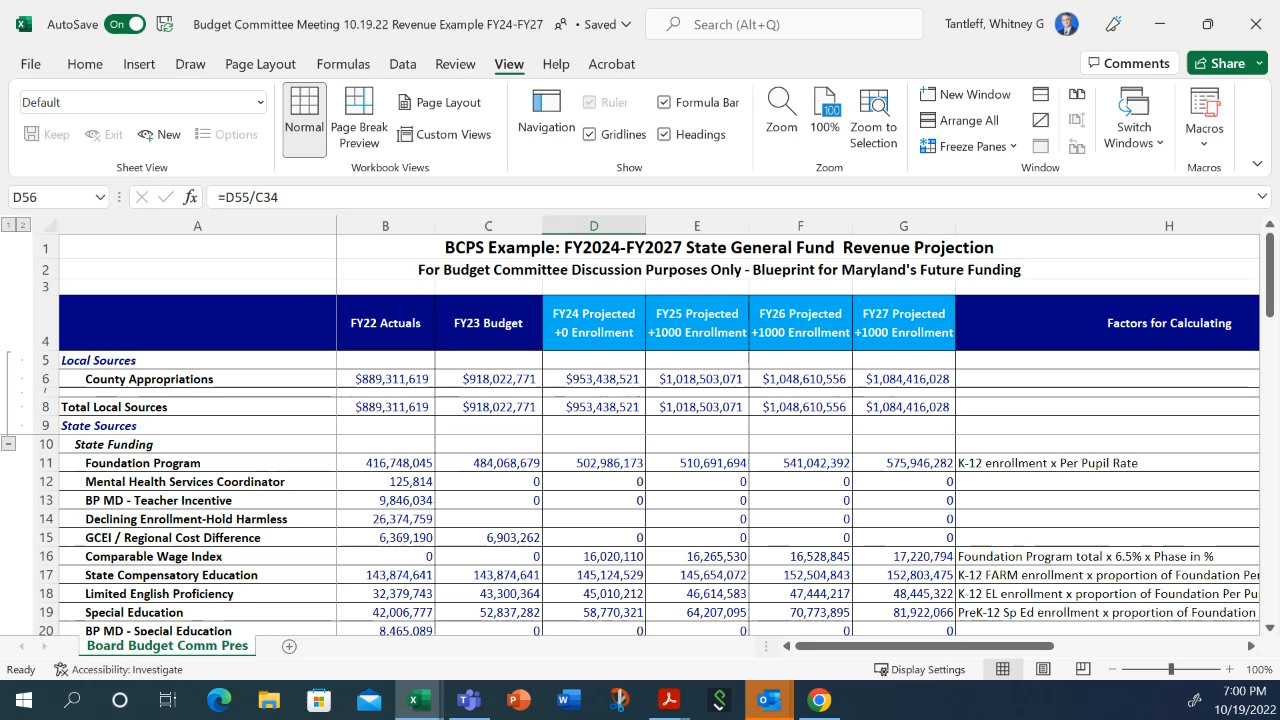 AutoSave On Budget Committee Meeting 10.19.22 Revenue Example FY24-FY27 • Saved Search (Alt+Q) Tantleff, Whitney G
File Home Insert Draw Page Layout Formulas Data Review View Help Acrobat Comments Share
Default
Keep Exit New Options
Sheet View
Normal
Page Break
Preview
Page Layout
Custom Views
Workbook Views
Navigation
Ruler
Gridlines
Formula Bar
Headings
Show
Zoom
100
100%
Zoom to
Selection
Zoom
New Window
Arrange All
Freeze Panes
Switch
Windows
Window
Macros
Macros
D56 fx =D55/C34
1 2 A B C D E F G H
1 BCPS Example: FY2024-FY2027 State General Fund Revenue Projection
2 For Budget Committee Discussion Purposes Only - Blueprint for Maryland's Future Funding
3
4 FY22 Actuals FY23 Budget FY24 Projected +0 Enrollment FY25 Projected +1000 Enrollment FY26 Projected +1000 Enrollment FY27 Projected +1000 Enrollment Factors for Calculating
5 Local Sources
6 County Appropriations $889,311,619 $918,022,771 $953,438,521 $1,018,503,071 $1,048,610,556 $1,084,416,028
8 Total Local Sources $889,311,619 $918,022,771 $953,438,521 $1,018,503,071 $1,048,610,556 $1,084,416,028
9 State Sources
10 State Funding
11 Foundation Program 416,748,045 484,068,679 502,986,173 510,691,694 541,042,392 575,946,282 K-12 enrollment x Per Pupil Rate
12 Mental Health Services Coordinator 125,814 0 0 0 0 0
13 BP MD - Teacher Incentive 9,846,034 0 0 0 0 0
14 Declining Enrollment-Hold Harmless 26,374,759 0 0 0
15 GCEI / Regional Cost Difference 6,369,190 6,903,262 0 0 0 0
16 Comparable Wage Index 0 0 16,020,110 16,265,530 16,528,845 17,220,794 Foundation Program total x 6.5% x Phase in %
17 State Compensatory Education 143,874,641 143,874,641 145,124,529 145,654,072 152,504,843 152,803,475 K-12 FARM enrollment x proportion of Foundation Per
18 Limited English Proficiency 32,379,743 43,300,364 45,010,212 46,614,583 47,444,217 48,445,322 K-12 EL enrollment x proportion of Foundation Per Pu
19 Special Education 42,006,777 52,837,282 58,770,321 64,207,095 70,773,895 81,922,066 PreK-12 Sp Ed enrollment x proportion of Foundation
20 BP MD - Special Education 8,465,089 0 0 0 0 0
Board Budget Comm Pres
Ready Accessibility: Investigate Display Settings 100%
7:00 PM
10/19/2022